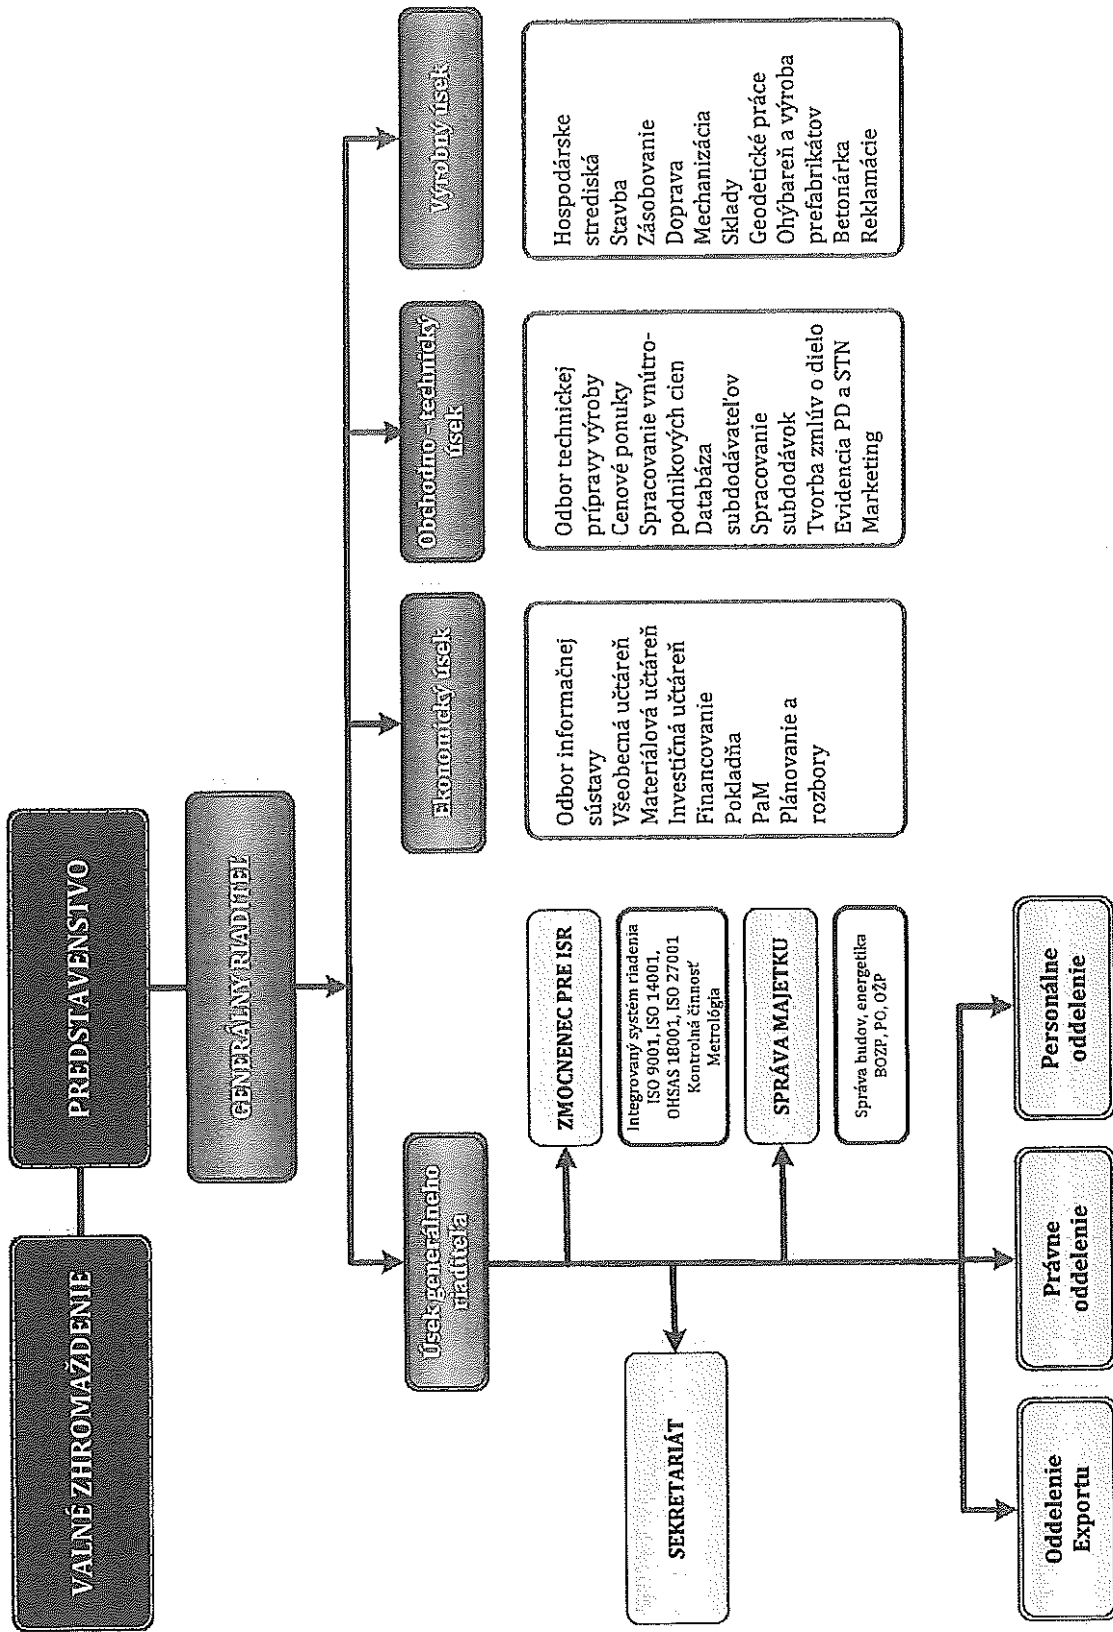 VALNÉ ZHROMAŽDENIE
PREDSTAVENSTVO
GENERÁLNY RIADITEĽ
Úsek generálneho
riaditeľa
Ekonomický úsek
Obchodno - technický
úsek
Výrobný úsek
SEKRETARIÁT
ZMOCNENEC PRE ISR
Integrovaný systém riadenia
ISO 9001, ISO 14001,
OHSAS 18001, ISO 27001
Kontrolná činnosť
Metrológia
SPRÁVA MAJETKU
Správa budov, energetika
BOZP, PO, OŽP
Oddelenie
Exportu
Právne
oddelenie
Personálne
oddelenie
Odbor informačnej
sústavy
Všeobecná učtáreň
Materiálová učtáreň
Investičná učtáreň
Financovanie
Pokladňa
PaM
Plánovanie a
rozbory
Odbor technickej
prípravy výroby
Cenové ponuky
Spracovanie vnútro-
podnikových cien
Databáza
subdodávateľov
Spracovanie
subdodávok
Tvorba zmlúv o dielo
Evidencia PD a STN
Marketing
Hospodárske
strediská
Stavba
Zásobovanie
Doprava
Mechanizácia
Sklady
Geodetické práce
Ohýbareň a výroba
prefabrikátov
Betonárka
Reklamácie